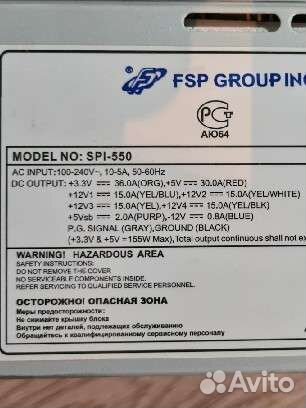 FSP GROUP INC
РСТ
АЮ64
MODEL NO: SPI-550
AC INPUT:100-240V~, 10-5A, 50-60Hz
DC OUTPUT: +3.3V 36.0A(ORG),+5V 30.0A(RED)
+12V1 15.0A(YEL/BLU),+12V2 15.0A(YEL/WHITE)
+12V3 15.0A(YEL), +12V4 15.0A(YEL/BLK)
+5Vsb 2.0A(PURP),-12V 0.8A(BLUE)
P.G. SIGNAL (GRAY),GROUND (BLACK)
(+3.3V & +5V =155W Max), Total output continuous shall not ex
WARNING! HAZARDOUS AREA
SAFETY INSTRUCTIONS:
DO NOT REMOVE THE COVER
NO SERVICEABLE COMPONENTS INSIDE.
REFER SERVICING TO QUALIFIED SERVICE PERSONNEL.
ОСТОРОЖНО! ОПАСНАЯ ЗОНА
Меры предосторожности:
Не снимайте крышку блока
Внутри нет деталей, подлежащих обслуживанию
Обращайтесь к квалифицированному сервисному персоналу
Avito